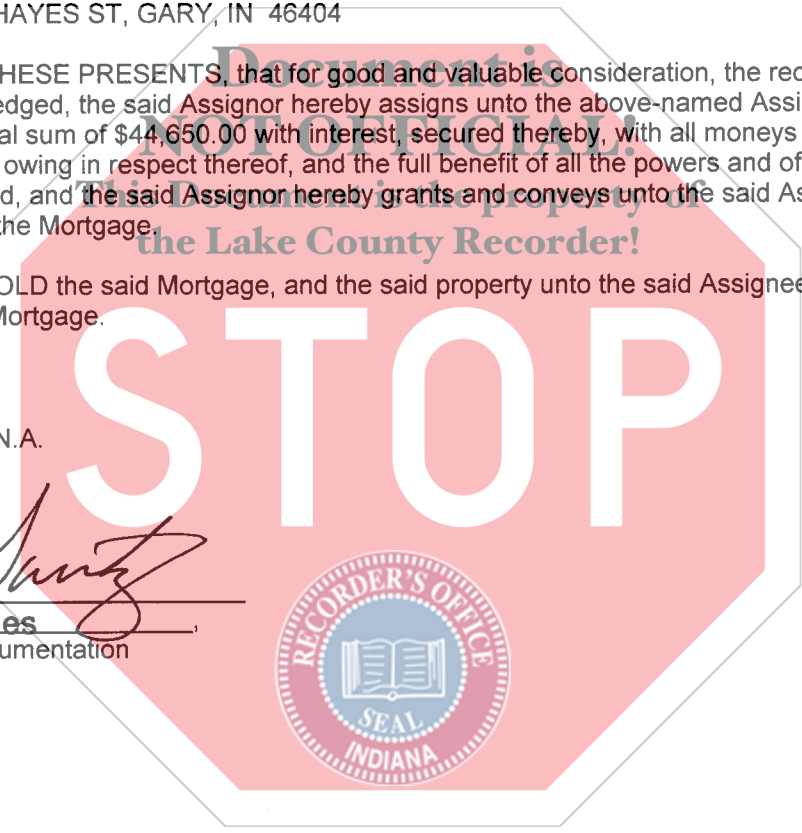 HAYES ST, GARY, IN 46404
Document is
HESE PRESENTS, that for good and valuable consideration, the rec
edged, the said Assignor hereby assigns unto the above-named Assi
al sum of $44,650.00 with interest, secured thereby, with all moneys
NOT OFFICIAL!
owing in respect thereof, and the full benefit of all the powers and of
d, and the said Assignor hereby grants and conveys unto the said As
This Document is the property of
the Mortgage.
the Lake County Recorder!
OLD the said Mortgage, and the said property unto the said Assignee
Mortgage.
STOP
N.A.
es,
umentation
RECORDER'S OFFICE
SEAL
INDIANA